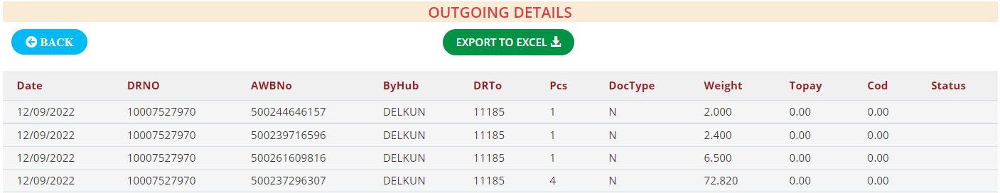 OUTGOING DETAILS
BACK
EXPORT TO EXCEL
Date DRNO AWBNo ByHub DRTo Pcs DocType Weight Topay Cod Status
12/09/2022 10007527970 500244646157 DELKUN 11185 1 N 2.000 0.00 0.00
12/09/2022 10007527970 500239716596 DELKUN 11185 1 N 2.400 0.00 0.00
12/09/2022 10007527970 500261609816 DELKUN 11185 1 N 6.500 0.00 0.00
12/09/2022 10007527970 500237296307 DELKUN 11185 4 N 72.820 0.00 0.00